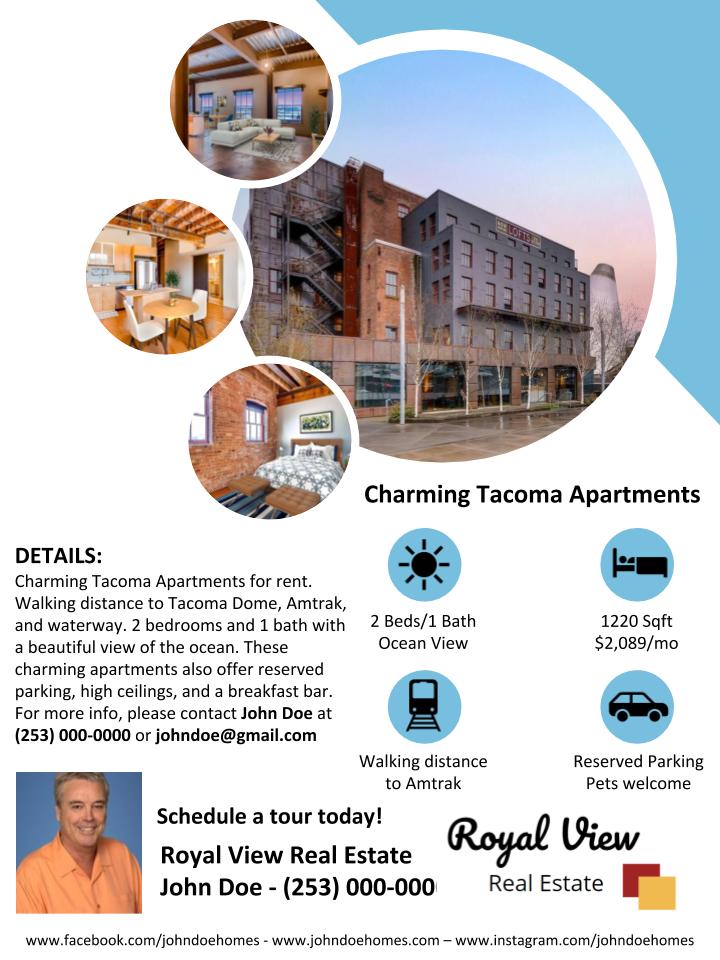 LOFTS
Charming Tacoma Apartments
DETAILS:
Charming Tacoma Apartments for rent.
Walking distance to Tacoma Dome, Amtrak,
and waterway. 2 bedrooms and 1 bath with
a beautiful view of the ocean. These
charming apartments also offer reserved
parking, high ceilings, and a breakfast bar.
For more info, please contact John Doe at
(253) 000-0000 or johndoe@gmail.com
2 Beds/1 Bath
Ocean View
1220 Sqft
$2,089/mo
Walking distance
to Amtrak
Reserved Parking
Pets welcome
Schedule a tour today!
Royal View Real Estate
John Doe - (253) 000-000
Royal View
Real Estate
www.facebook.com/johndoehomes - www.johndoehomes.com – www.instagram.com/johndoehomes